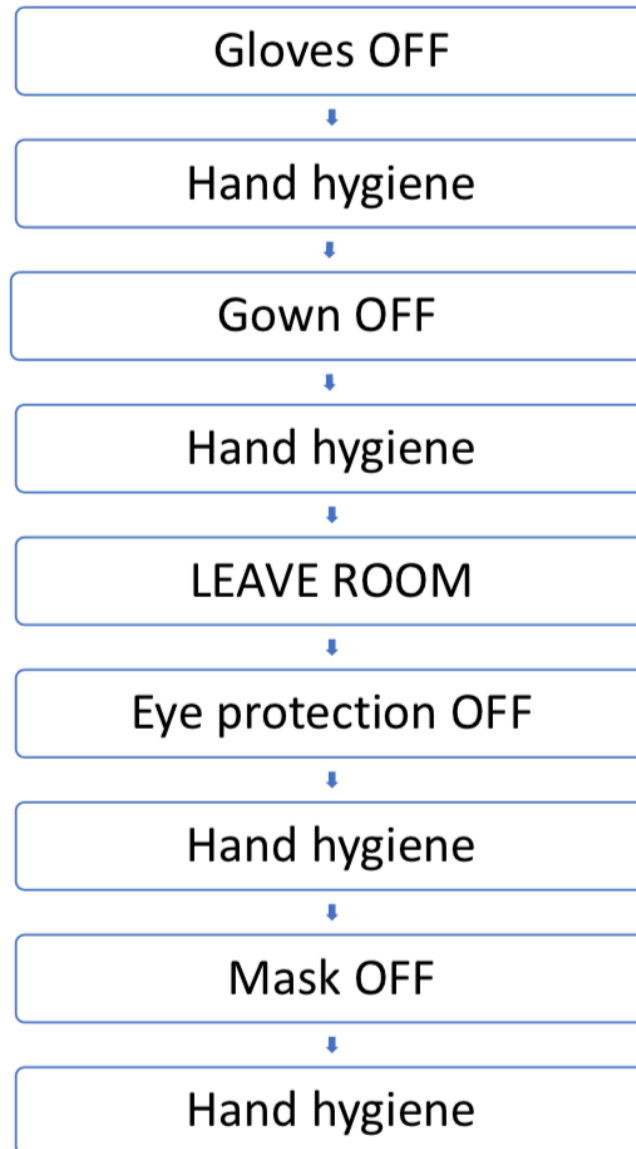 Gloves OFF
Hand hygiene
Gown OFF
Hand hygiene
LEAVE ROOM
Eye protection OFF
Hand hygiene
Mask OFF
Hand hygiene